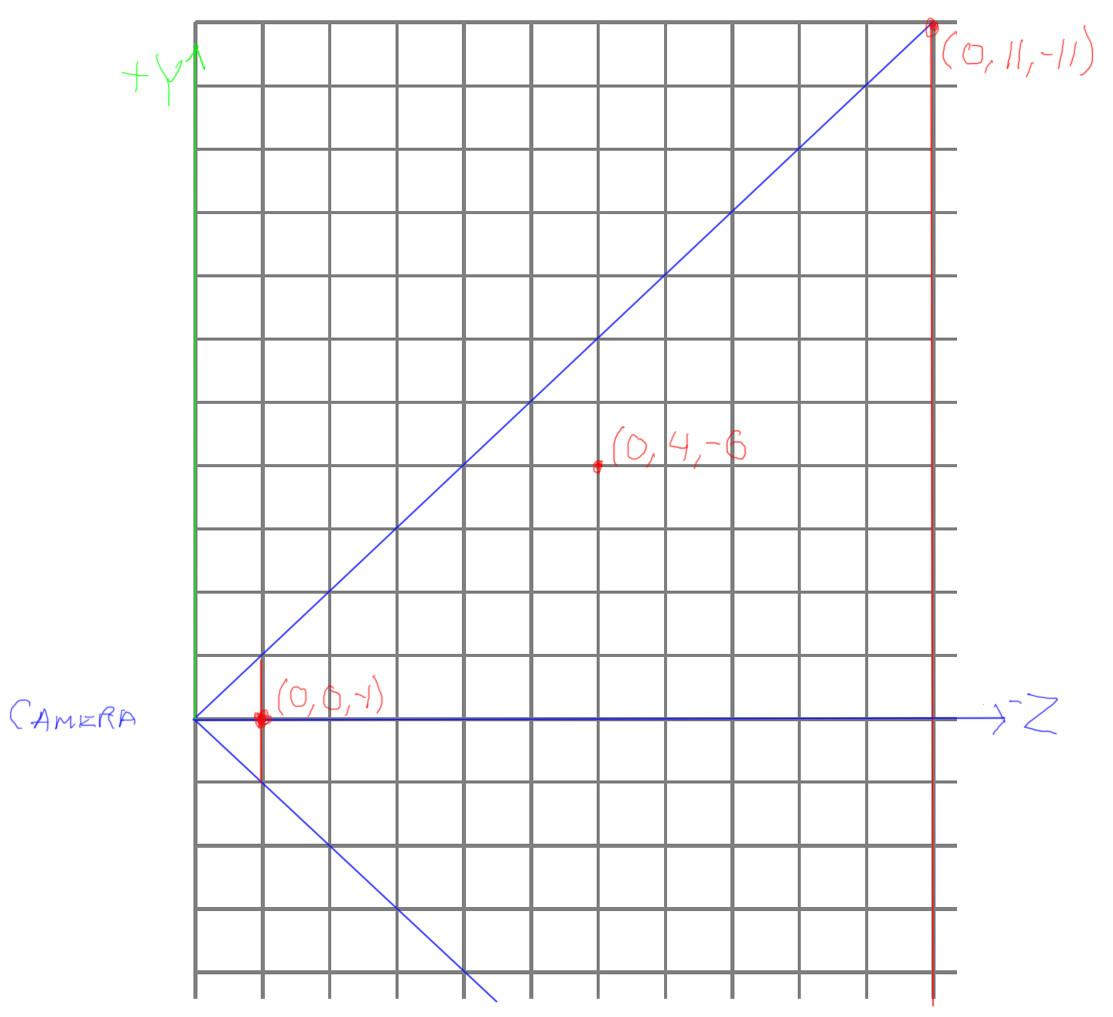 +Y
(0, 11, -11)
(0, 4, -6
(0, 0, -1)
CAMERA
-Z